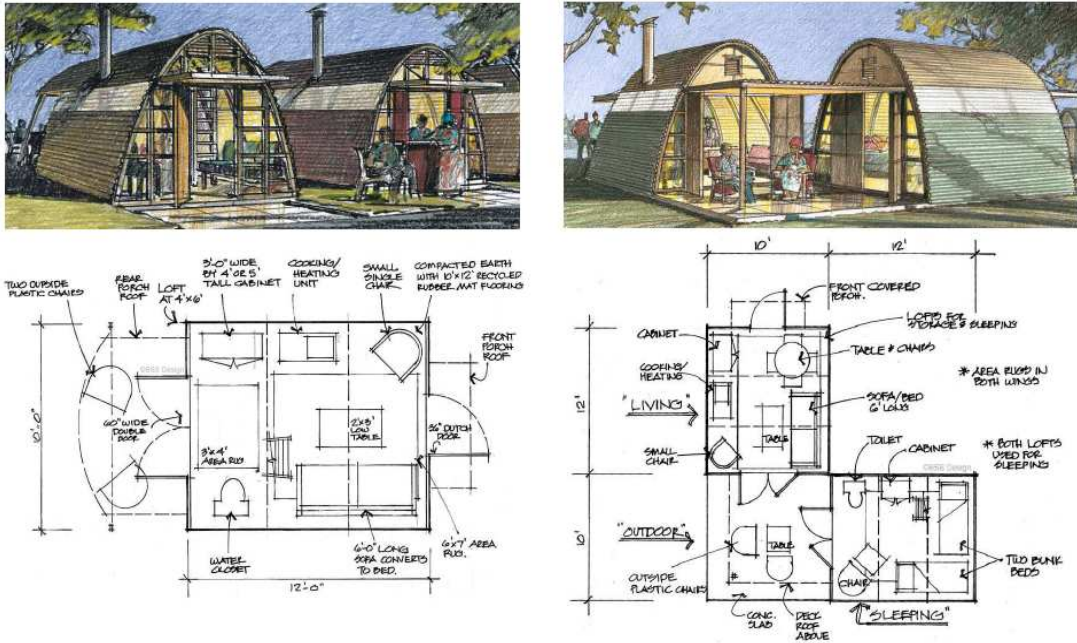 TWO OUTSIDE
PLASTIC CHAIRS
REAR
PORCH
ROOF
LOFT
AT 4'x6'
3'-0" WIDE
BY 4' OR 5'
TALL CABINET
COOKING/
HEATING
UNIT
SMALL
SINGLE
CHAIR
COMPACTED EARTH
WITH 10'x12' RECYCLED
RUBBER MAT FLOORING
FRONT
PORCH
ROOF
10'-0"
6'0" WIDE
DOUBLE
DOOR
3'x4'
AREA RUG
2'x3'
LOW
TABLE
36" DUTCH
DOOR
WATER
CLOSET
6'-0" LONG
SOFA CONVERTS
TO BED.
6'x7' AREA
RUG.
12'-0"
10'
12'
FRONT COVERED
PORCH.
LOFTS FOR
STORAGE & SLEEPING
CABINET
TABLE & CHAIRS
* AREA RUGS IN
BOTH WINGS
COOKING/
HEATING
SOFA/BED
6' LONG
"LIVING"
12'
SMALL
CHAIR
TABLE
TOILET
CABINET
* BOTH LOFTS
USED FOR
SLEEPING
Design
"OUTDOOR"
10'
TABLE
OUTSIDE
PLASTIC CHAIRS
CHAIR
TWO BUNK
BEDS
"SLEEPING"
CONC.
SLAB
DECK
ROOF
ABOVE